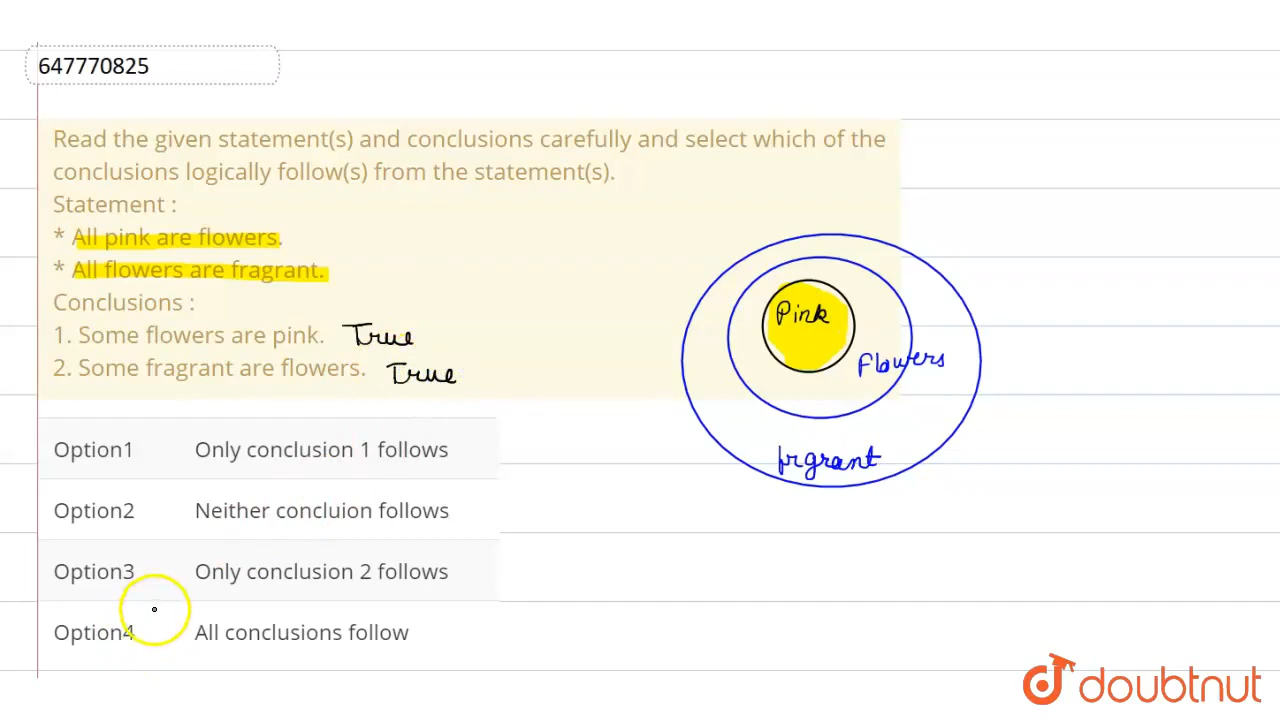 647770825
Read the given statement(s) and conclusions carefully and select which of the
conclusions logically follow(s) from the statement(s).
Statement :
* All pink are flowers.
* All flowers are fragrant.
Conclusions :
1. Some flowers are pink. True
2. Some fragrant are flowers. True
Pink
Flowers
frgrant
Option1 Only conclusion 1 follows
Option2 Neither concluion follows
Option3 Only conclusion 2 follows
Option4 All conclusions follow
doubtnut